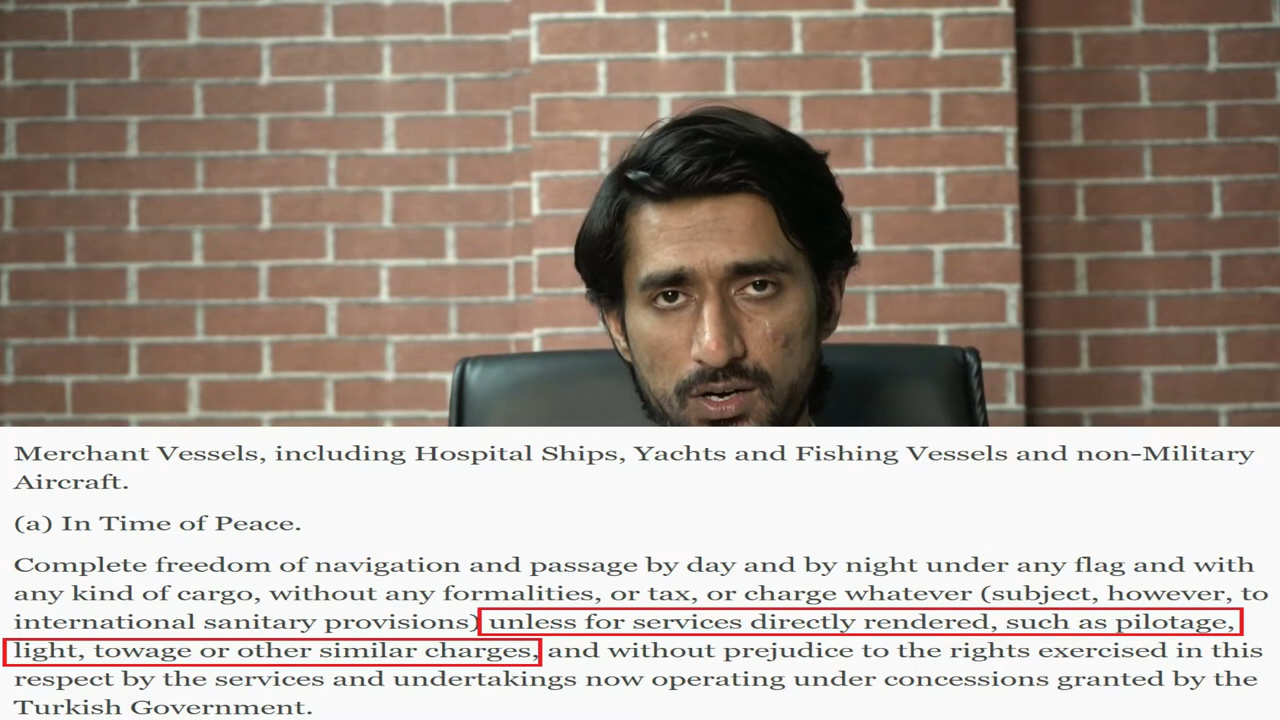 Merchant Vessels, including Hospital Ships, Yachts and Fishing Vessels and non-Military
Aircraft.
(a) In Time of Peace.
Complete freedom of navigation and passage by day and by night under any flag and with
any kind of cargo, without any formalities, or tax, or charge whatever (subject, however, to
international sanitary provisions) unless for services directly rendered, such as pilotage,
light, towage or other similar charges, and without prejudice to the rights exercised in this
respect by the services and undertakings now operating under concessions granted by the
Turkish Government.